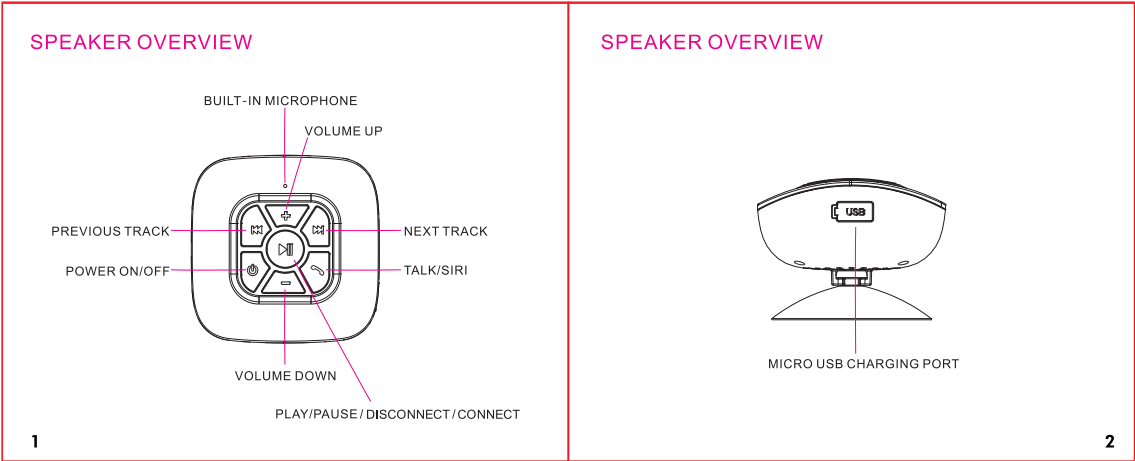 SPEAKER OVERVIEW
BUILT-IN MICROPHONE
VOLUME UP
PREVIOUS TRACK
NEXT TRACK
POWER ON/OFF
TALK/SIRI
VOLUME DOWN
PLAY/PAUSE / DISCONNECT / CONNECT
1
SPEAKER OVERVIEW
USB
MICRO USB CHARGING PORT
2